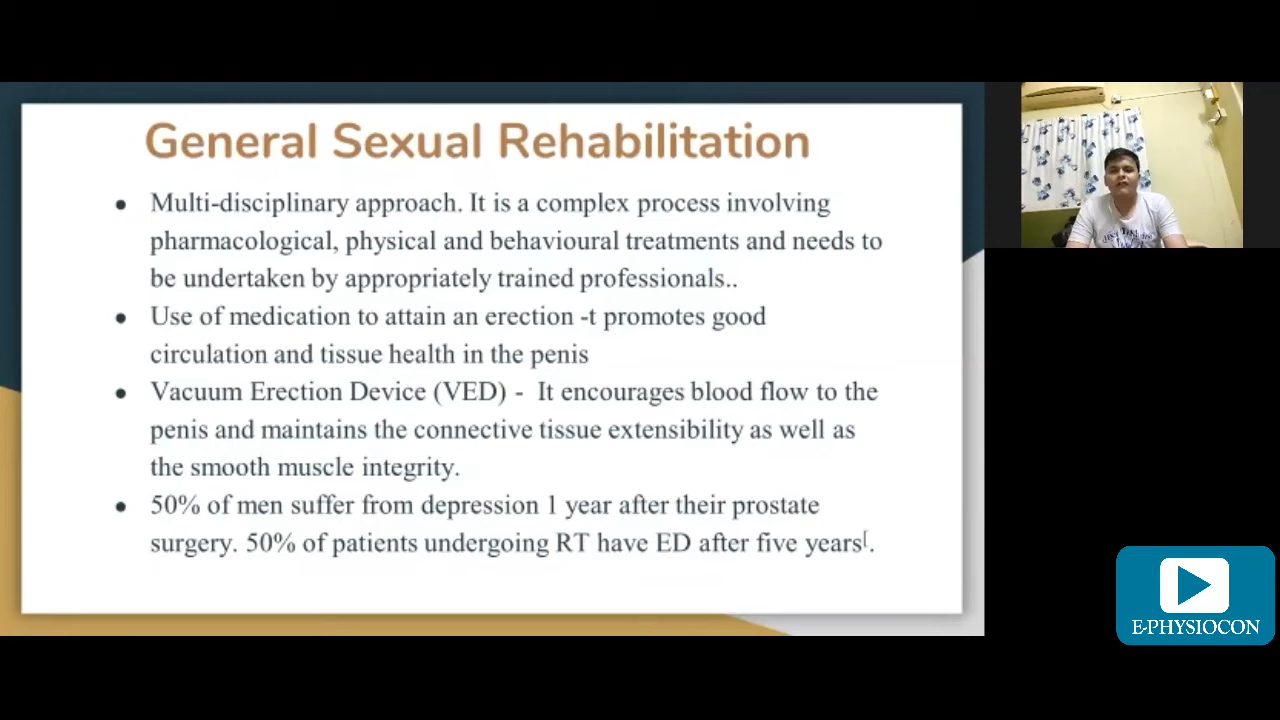 General Sexual Rehabilitation
● Multi-disciplinary approach. It is a complex process involving
pharmacological, physical and behavioural treatments and needs to
be undertaken by appropriately trained professionals..
● Use of medication to attain an erection -t promotes good
circulation and tissue health in the penis
● Vacuum Erection Device (VED) - It encourages blood flow to the
penis and maintains the connective tissue extensibility as well as
the smooth muscle integrity.
● 50% of men suffer from depression 1 year after their prostate
surgery. 50% of patients undergoing RT have ED after five years[.
E-PHYSIOCON